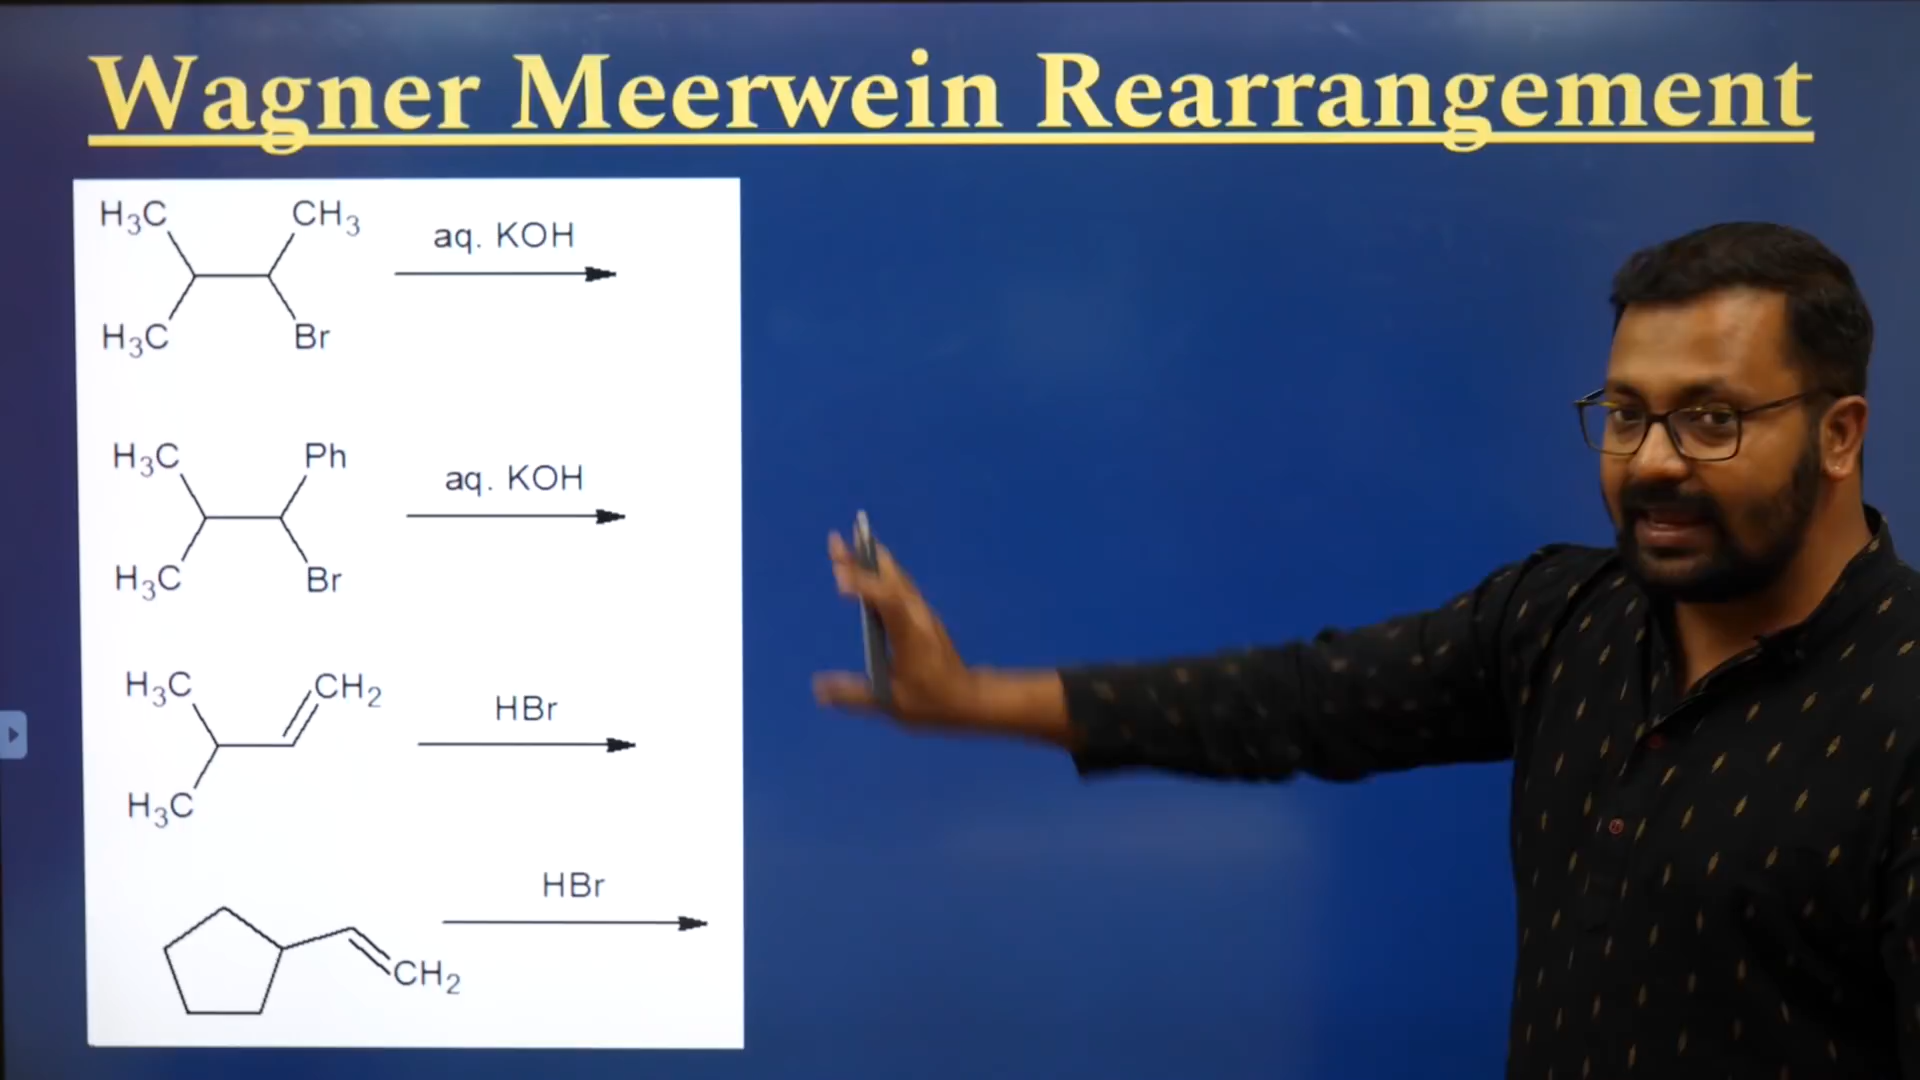 Wagner Meerwein Rearrangement
H₃C CH₃
aq. KOH
H₃C Br
H₃C Ph
aq. KOH
H₃C Br
H₃C CH₂
HBr
H₃C
HBr
CH₂